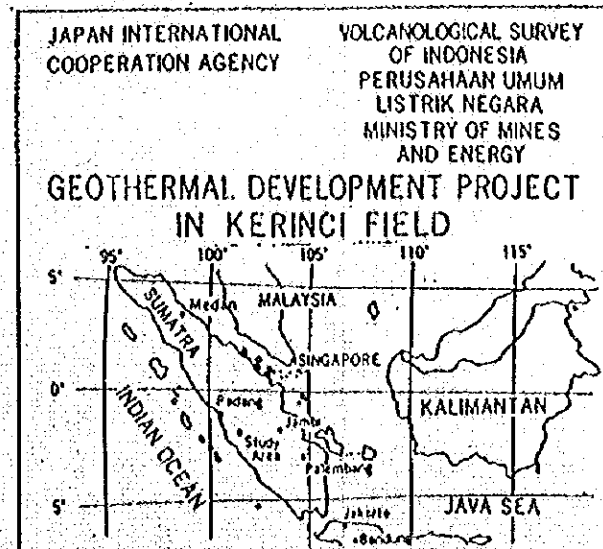 JAPAN INTERNATIONAL
COOPERATION AGENCY
VOLCANOLOGICAL SURVEY
OF INDONESIA
PERUSAHAAN UMUM
LISTRIK NEGARA
MINISTRY OF MINES
AND ENERGY
GEOTHERMAL DEVELOPMENT PROJECT
IN KERINCI FIELD
95° 100° 105° 110° 115°
5°
Medan
MALAYSIA
SUMATRA
SINGAPORE
0°
Padang
KALIMANTAN
Jambi
Study
Area
INDIAN OCEAN
Palembang
5°
JAVA SEA
Jakarta
Bandung